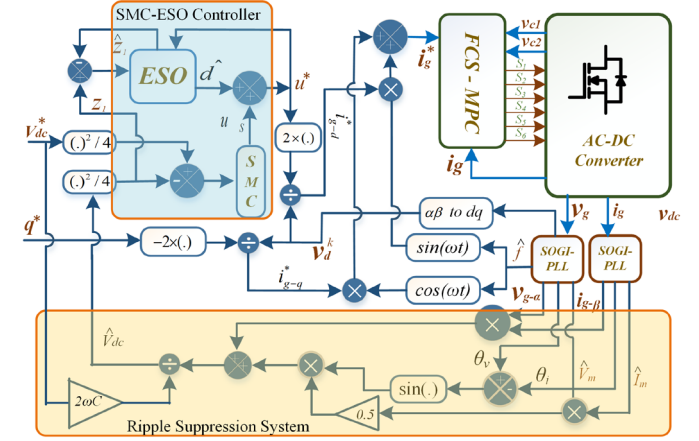 SMC-ESO Controller
ẑ₁
ESO
d̂
u*
z₁
u
s
S
M
C
V*dc
(.)²/4
(.)²/4
2×(.)
i*g-d
i*g
FCS - MPC
vc1
vc2
S1
S2
S3
S4
S5
S6
ig
AC-DC
Converter
vg
ig
vdc
q*
-2×(.)
vdᵏ
αβ to dq
sin(ωt)
cos(ωt)
f̂
i*g-q
SOGI-
PLL
SOGI-
PLL
vg-α
ig-β
V̂dc
2ωC
θv
θi
V̂m
Îm
sin(.)
0.5
Ripple Suppression System